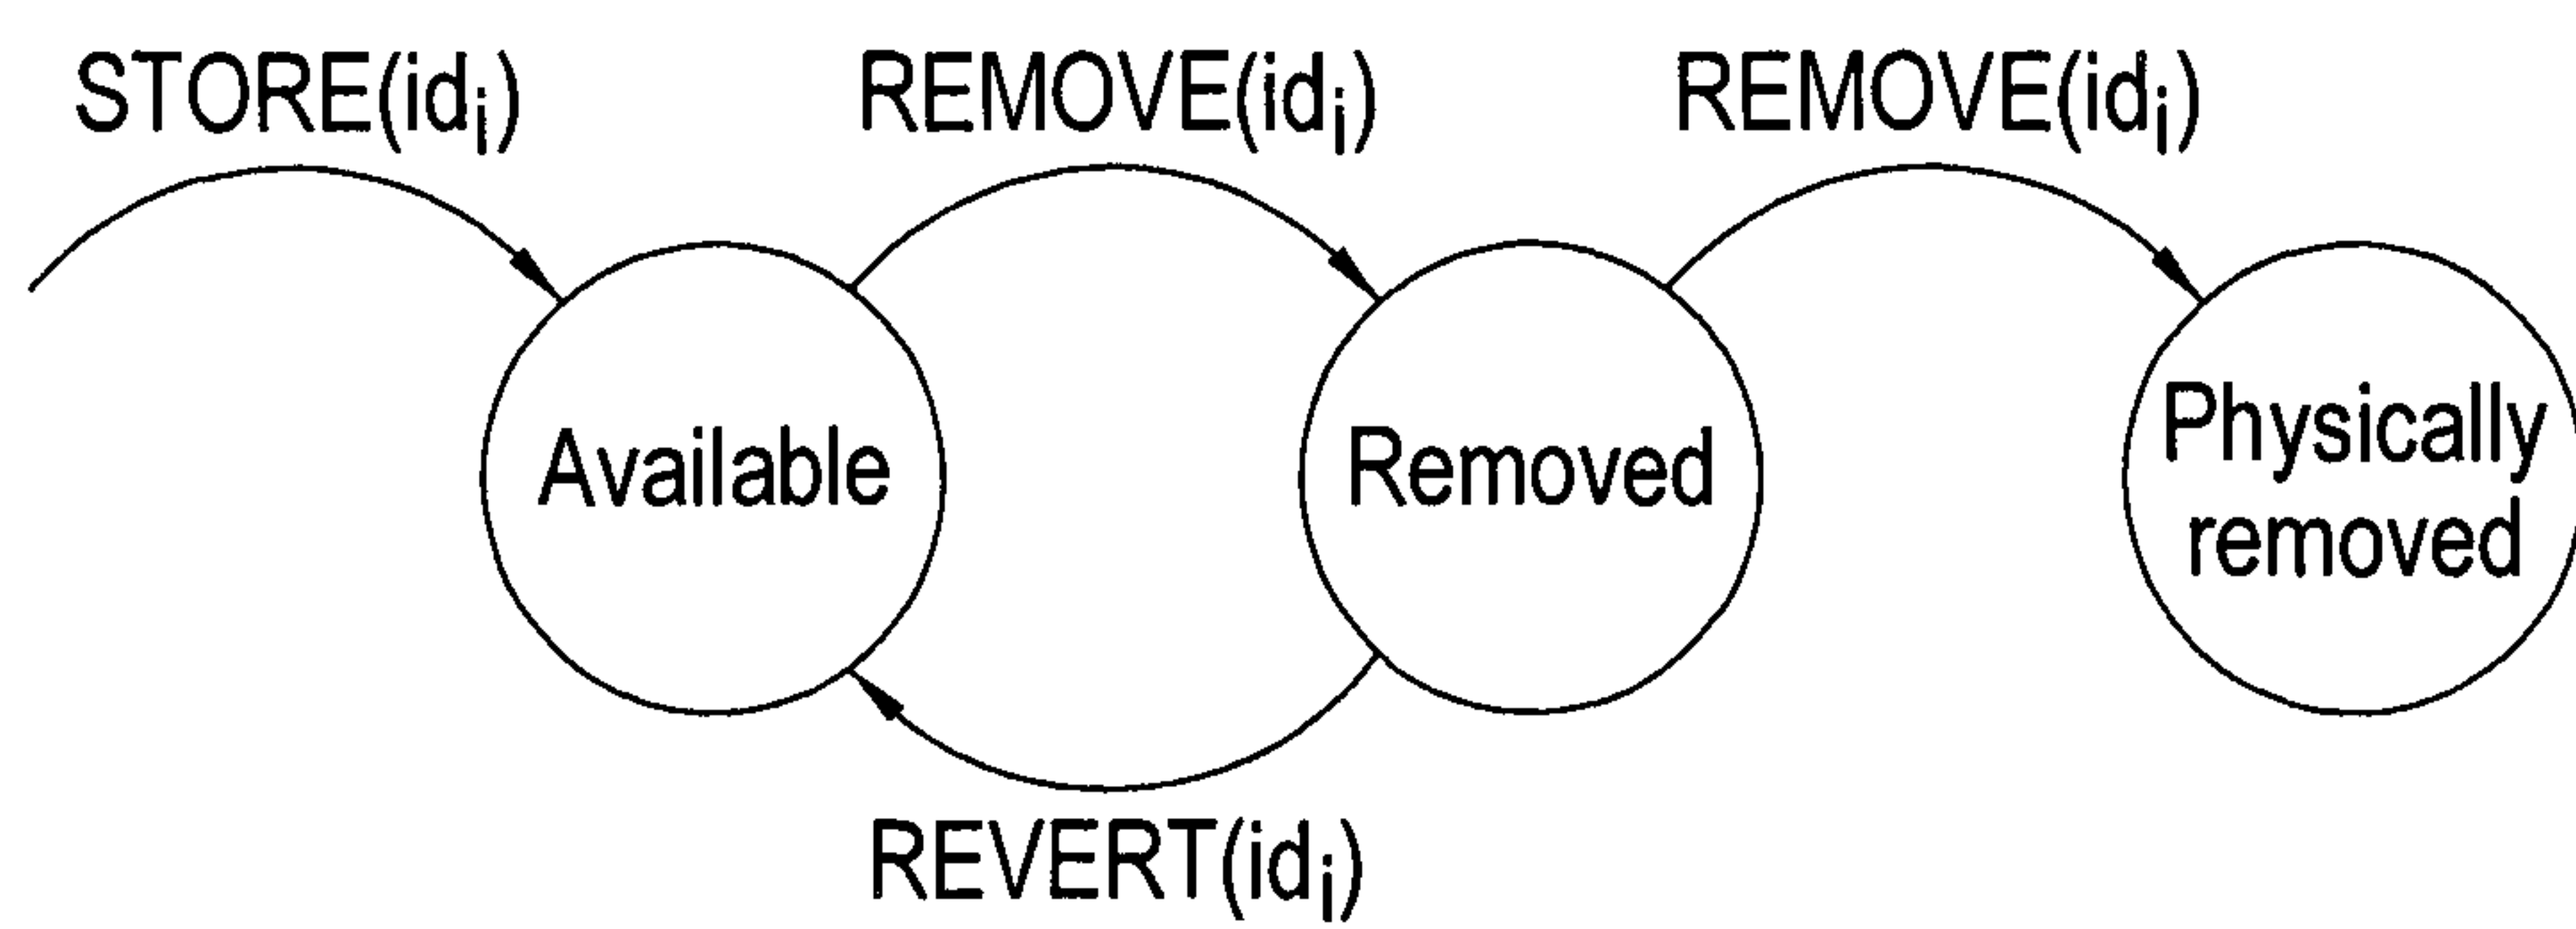 STORE(idᵢ)
REMOVE(idᵢ)
REMOVE(idᵢ)
Available
Removed
Physically
removed
REVERT(idᵢ)